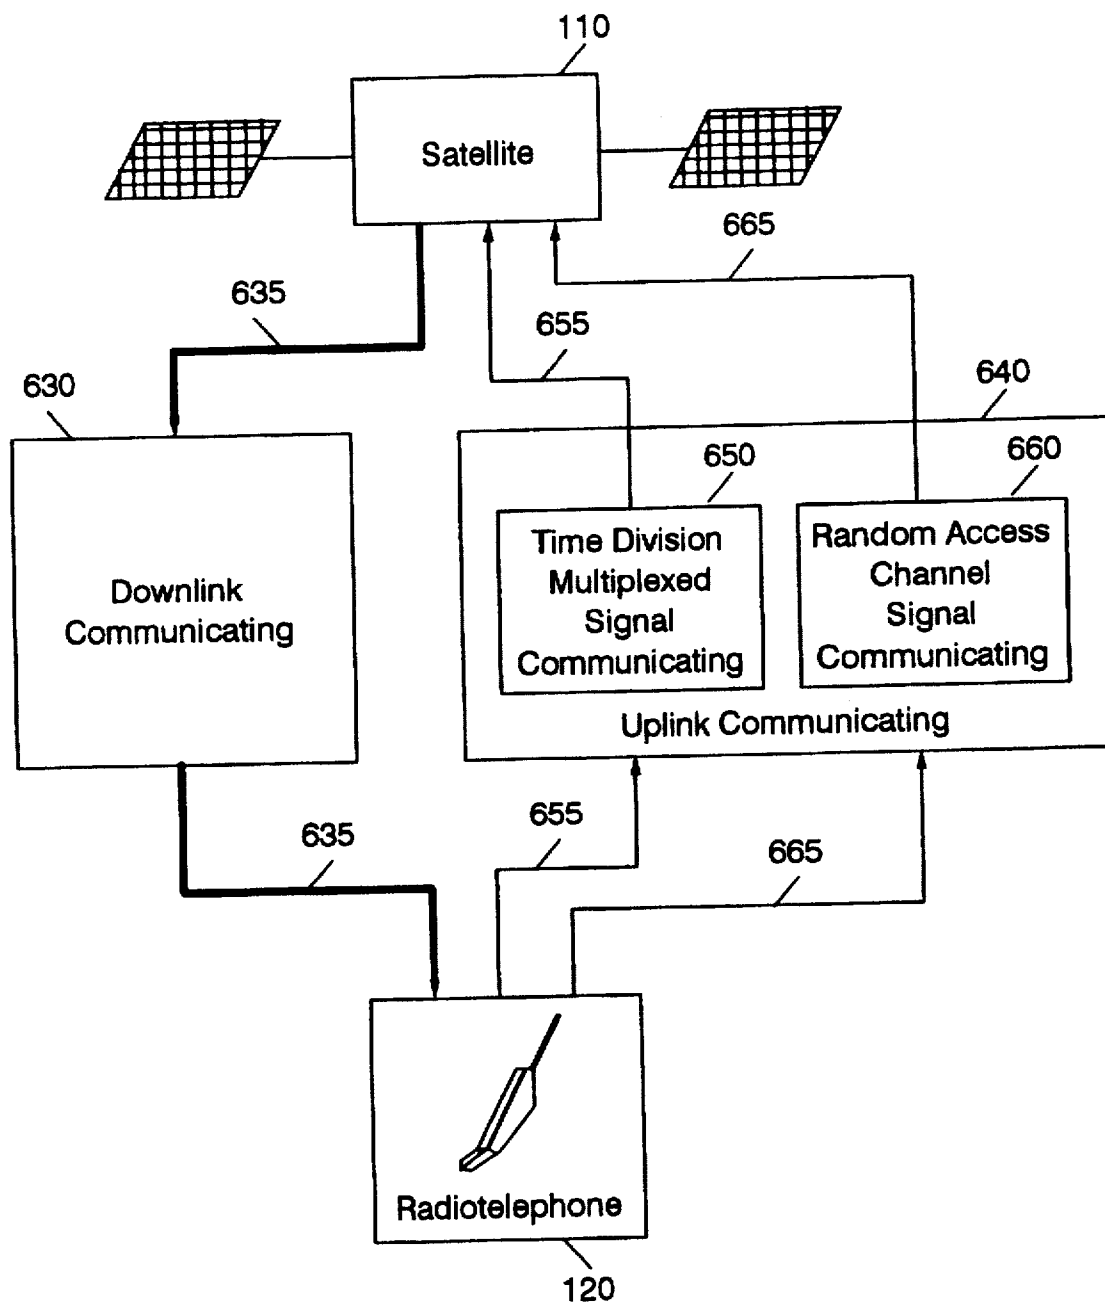 110
Satellite
665
635
655
630
640
650
660
Time Division
Multiplexed
Signal
Communicating
Random Access
Channel
Signal
Communicating
Downlink
Communicating
Uplink Communicating
655
635
665
Radiotelephone
120